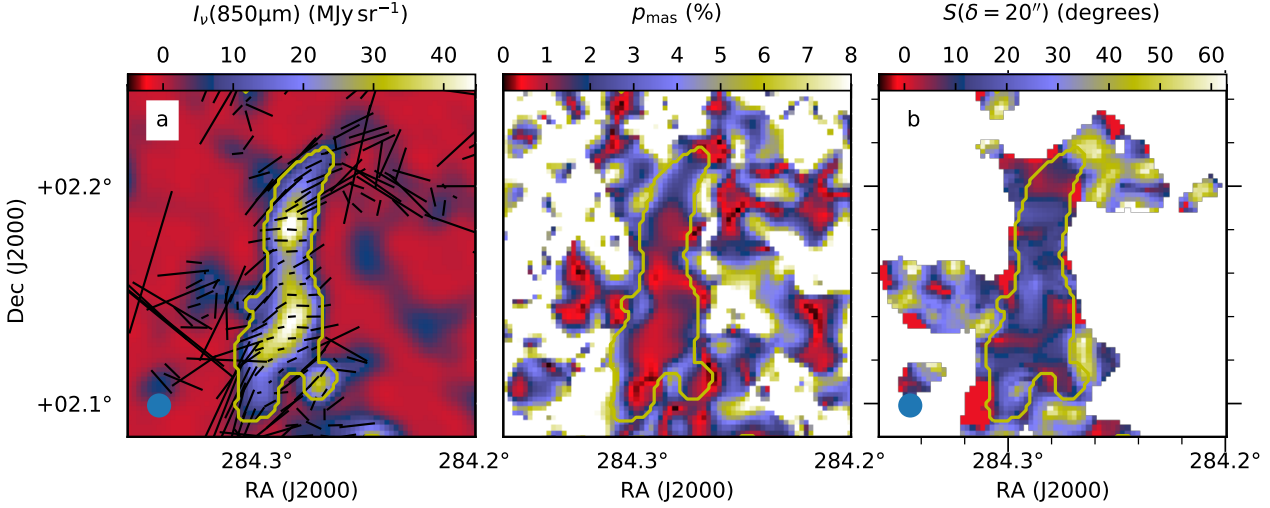 Iν(850μm) (MJy sr⁻¹)
pmas (%)
S(δ = 20″) (degrees)
0 10 20 30 40
0 1 2 3 4 5 6 7 8
0 10 20 30 40 50 60
a
b
+02.2°
+02.1°
Dec (J2000)
284.3° 284.2°
284.3° 284.2°
284.3° 284.2°
RA (J2000)
RA (J2000)
RA (J2000)